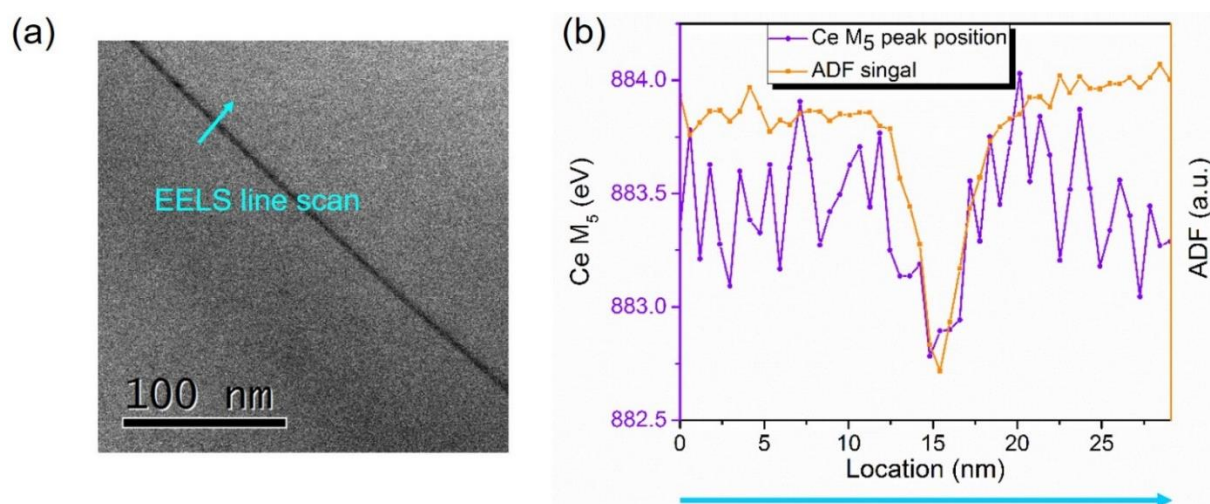 (a)
EELS line scan
100 nm
(b)
Ce M5 peak position
ADF singal
884.0
883.5
883.0
882.5
Ce M5 (eV)
ADF (a.u.)
0 5 10 15 20 25
Location (nm)